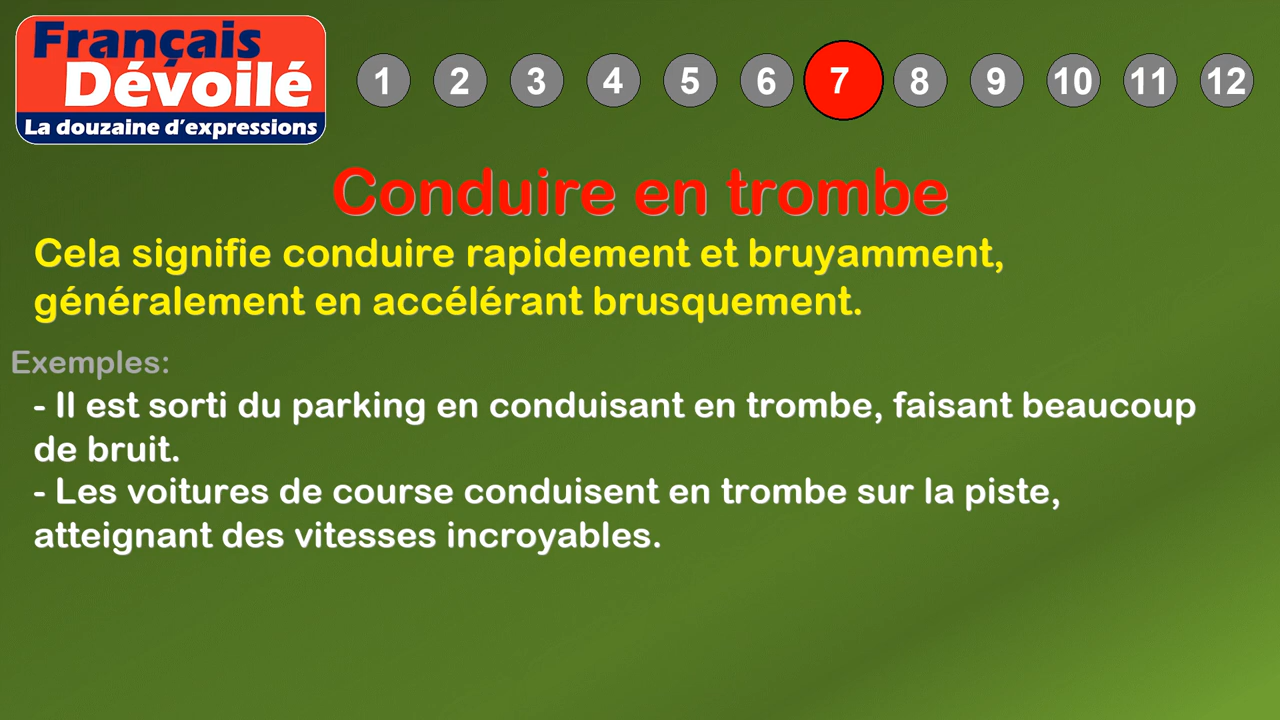 Français
Dévoilé
La douzaine d'expressions
1 2 3 4 5 6 7 8 9 10 11 12
Conduire en trombe
Cela signifie conduire rapidement et bruyamment,
généralement en accélérant brusquement.
Exemples:
- Il est sorti du parking en conduisant en trombe, faisant beaucoup
de bruit.
- Les voitures de course conduisent en trombe sur la piste,
atteignant des vitesses incroyables.